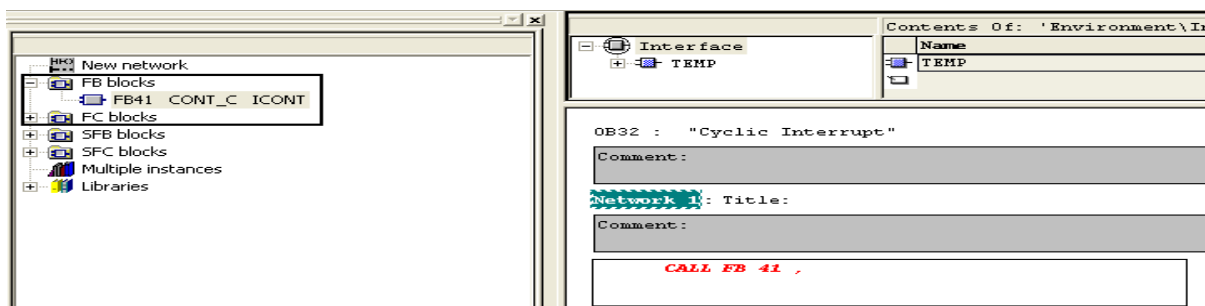 New network
FB blocks
FB41 CONT_C ICONT
FC blocks
SFB blocks
SFC blocks
Multiple instances
Libraries
Interface
TEMP
Contents Of: 'Environment\I
Name
TEMP
OB32 : "Cyclic Interrupt"
Comment:
Network 1: Title:
Comment:
CALL FB 41 ,